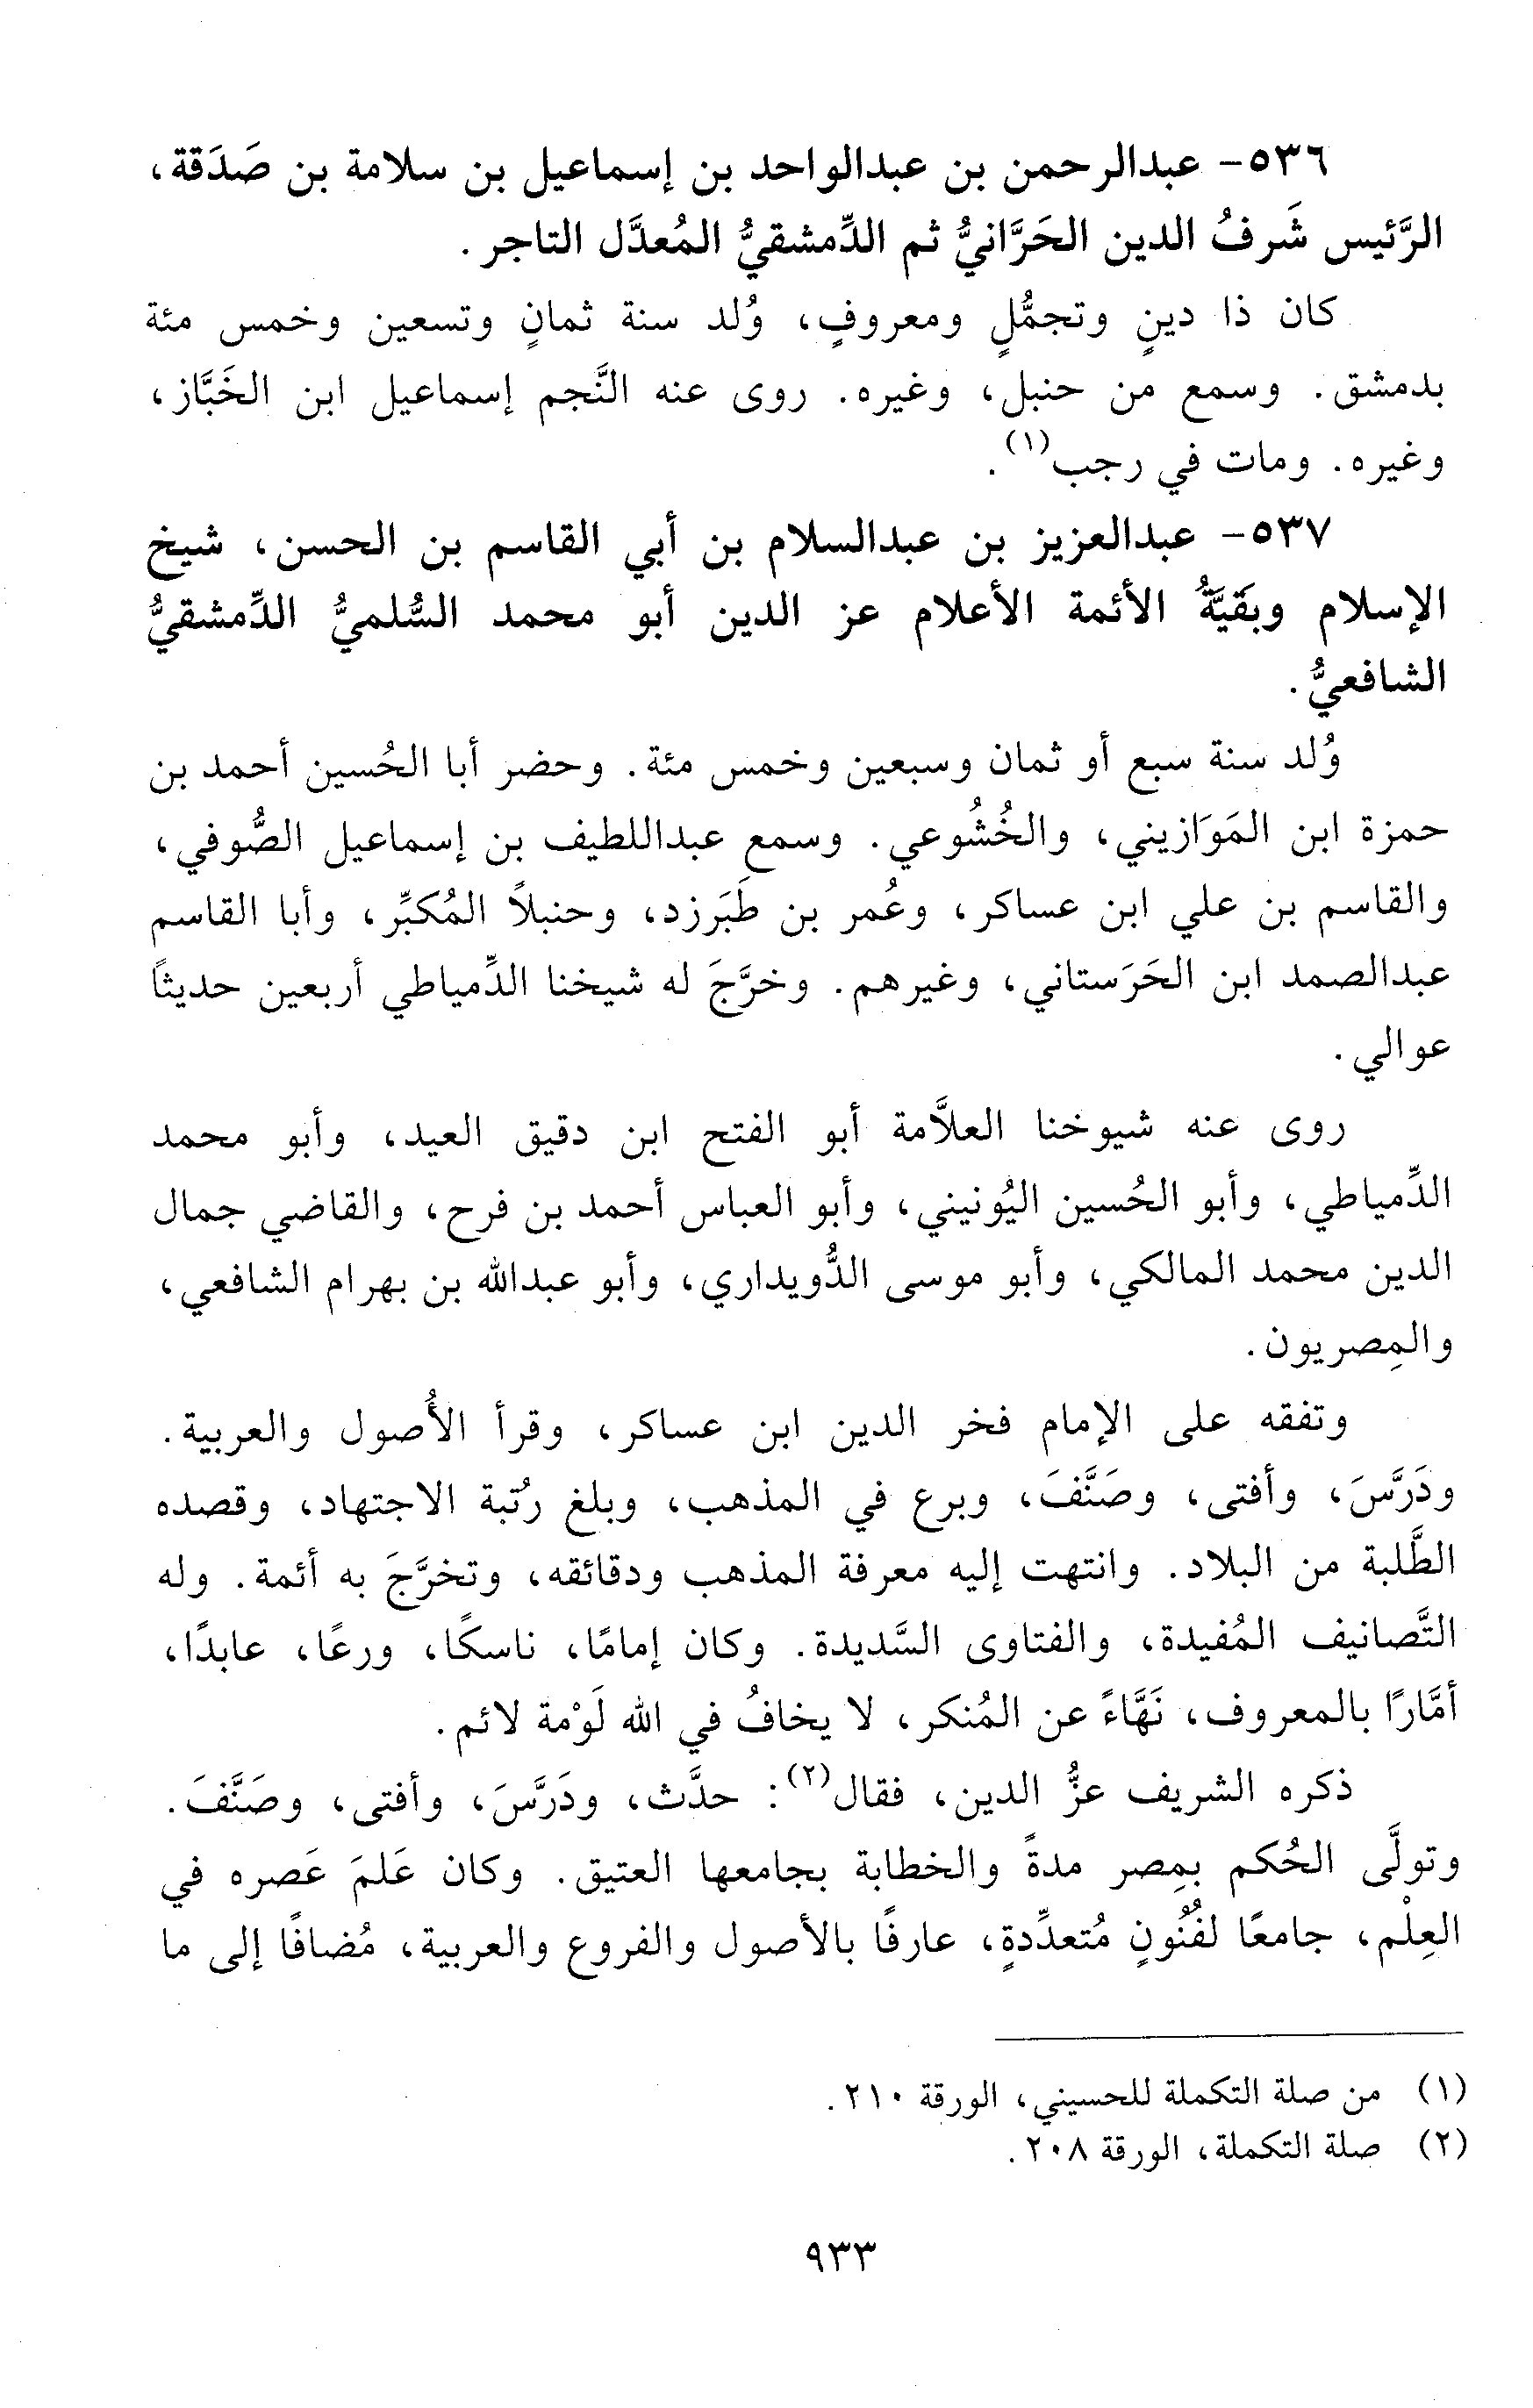 ٥٣٦- عبدالرحمن بن عبدالواحد بن إسماعيل بن سلامة بن صَدَقة،
الرَّئيس شَرفُ الدين الحَرَّانيُّ ثم الدِّمشقيُّ المُعدَّل التاجر.
كان ذا دينٍ وتجمُّلٍ ومعروفٍ، وُلد سنة ثمانٍ وتسعين وخمس مئة
بدمشق. وسمع من حنبل، وغيره. روى عنه النَّجم إسماعيل ابن الخَبَّاز،
وغيره. ومات في رجب(١).
٥٣٧- عبدالعزيز بن عبدالسلام بن أبي القاسم بن الحسن، شيخ
الإسلام وبقَيَّةُ الأئمة الأعلام عز الدين أبو محمد السُّلميُّ الدِّمشقيُّ
الشافعيُّ.
وُلد سنة سبع أو ثمان وسبعين وخمس مئة. وحضر أبا الحُسين أحمد بن
حمزة ابن المَوَازيني، والخُشُوعي. وسمع عبداللطيف بن إسماعيل الصُّوفي،
والقاسم بن علي ابن عساكر، وعُمر بن طَبَرزد، وحنبلاً المُكبِّر، وأبا القاسم
عبدالصمد ابن الحَرَستاني، وغيرهم. وخرَّجَ له شيخنا الدِّمياطي أربعين حديثًا
عوالي.
روى عنه شيوخنا العلاَّمة أبو الفتح ابن دقيق العيد، وأبو محمد
الدِّمياطي، وأبو الحُسين اليُونيني، وأبو العباس أحمد بن فرح، والقاضي جمال
الدين محمد المالكي، وأبو موسى الدُّويداري، وأبو عبدالله بن بهرام الشافعي،
والمِصريون.
وتفقه على الإمام فخر الدين ابن عساكر، وقرأ الأُصول والعربية.
ودَرَّسَ، وأفتى، وصَنَّفَ، وبرع في المذهب، وبلغ رُتبة الاجتهاد، وقصده
الطَّلبة من البلاد. وانتهت إليه معرفة المذهب ودقائقه، وتخرَّجَ به أئمة. وله
التَّصانيف المُفيدة، والفتاوى السَّديدة. وكان إمامًا، ناسكًا، ورعًا، عابدًا،
أمَّارًا بالمعروف، نَهَّاءً عن المُنكر، لا يخافُ في الله لَوْمة لائم.
ذكره الشريف عزُّ الدين، فقال(٢): حدَّث، ودَرَّسَ، وأفتى، وصَنَّفَ.
وتولَّى الحُكم بمِصر مدةً والخطابة بجامعها العتيق. وكان عَلمَ عَصره في
العِلْم، جامعًا لفُنُونٍ مُتعدِّدةٍ، عارفًا بالأصول والفروع والعربية، مُضافًا إلى ما
(١) من صلة التكملة للحسيني، الورقة ٢١٠.
(٢) صلة التكملة، الورقة ٢٠٨.
٩٣٣